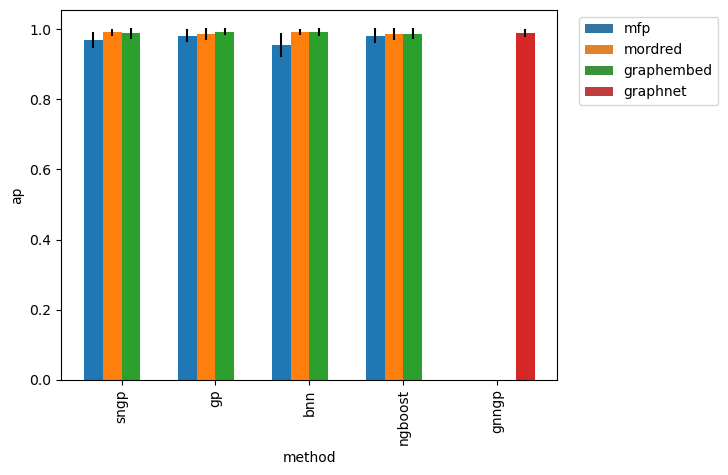 1.0
0.8
0.6
0.4
0.2
0.0
ap
sngp
gp
bnn
ngboost
gnngp
method
mfp
mordred
graphembed
graphnet